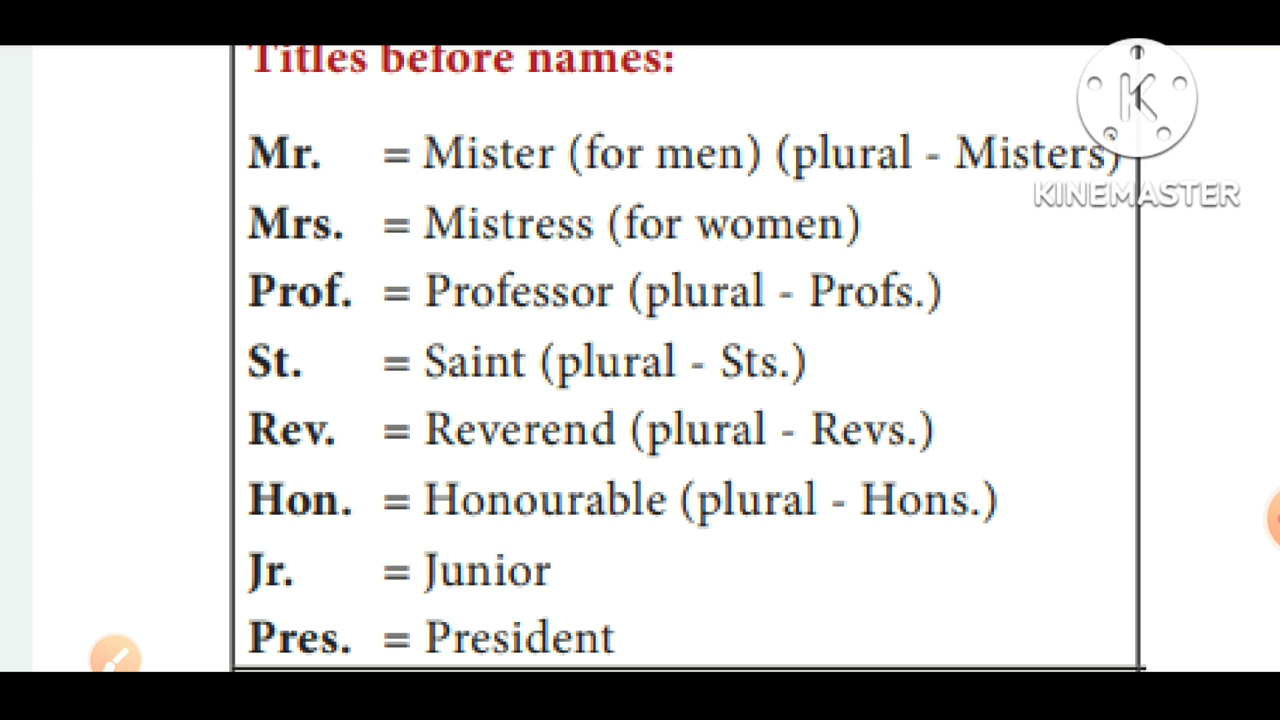 Titles before names:
Mr. = Mister (for men) (plural - Misters)
KINEMASTER
Mrs. = Mistress (for women)
Prof. = Professor (plural - Profs.)
St. = Saint (plural - Sts.)
Rev. = Reverend (plural - Revs.)
Hon. = Honourable (plural - Hons.)
Jr. = Junior
Pres. = President